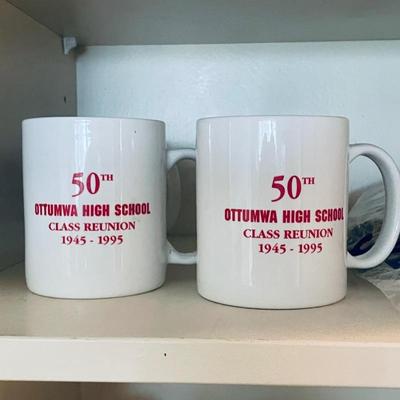 50TH
OTTUMWA HIGH SCHOOL
CLASS REUNION
1945 - 1995
50TH
OTTUMWA HIGH SCHOOL
CLASS REUNION
1945 - 1995